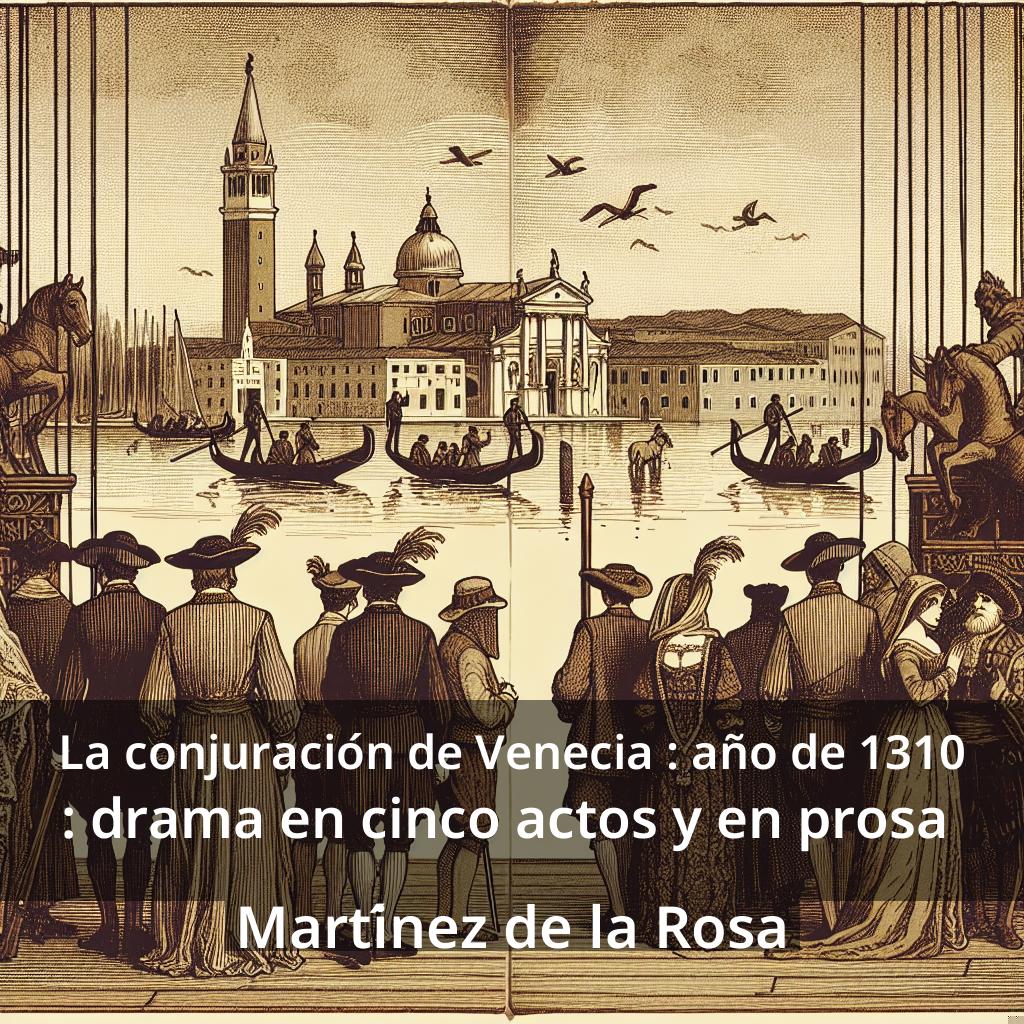 La conjuración de Venecia : año de 1310
: drama en cinco actos y en prosa
Martínez de la Rosa